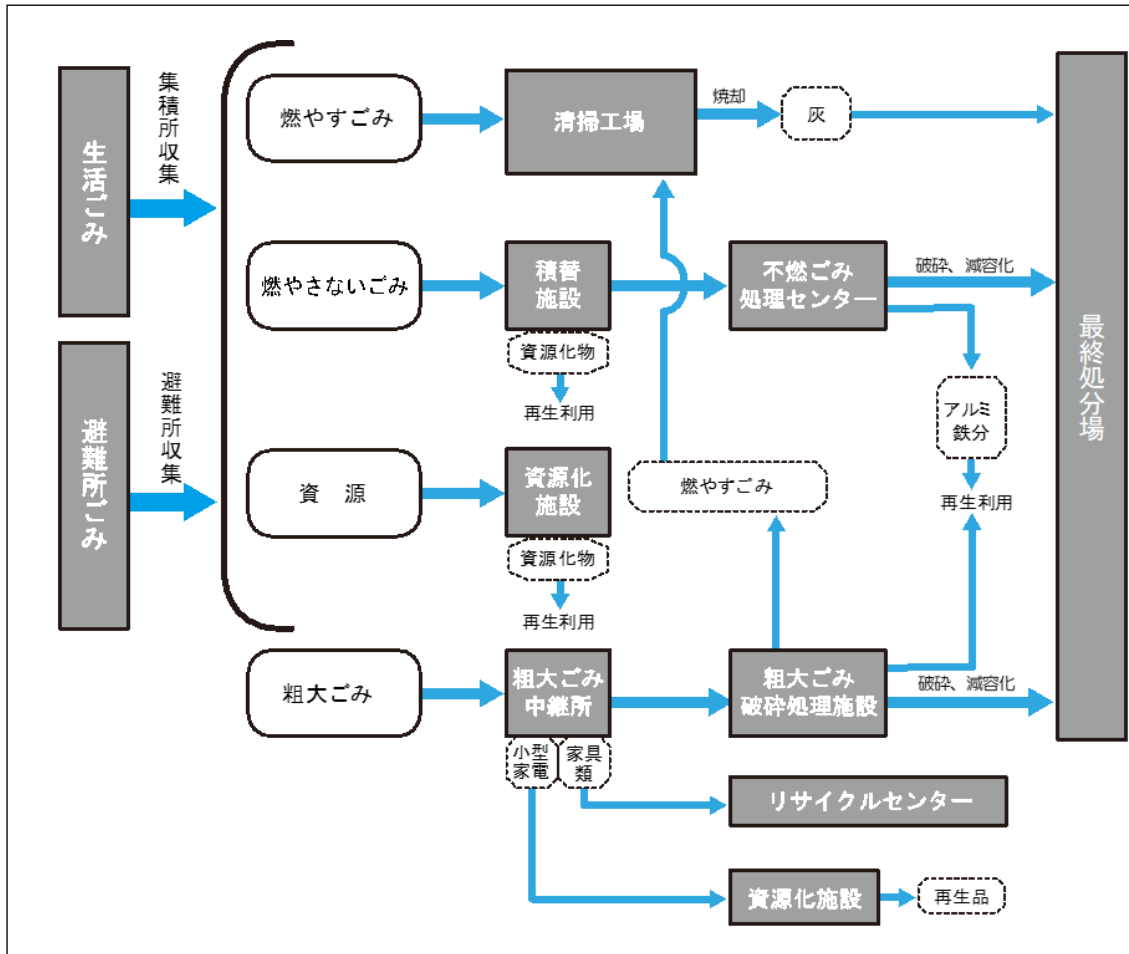 生活ごみ
集積所収集
避難所ごみ
避難所収集
燃やすごみ
清掃工場
焼却
灰
燃やさないごみ
積替
施設
資源化物
再生利用
不燃ごみ
処理センター
破砕、減容化
アルミ
鉄分
再生利用
最終処分場
資　源
資源化
施設
資源化物
再生利用
燃やすごみ
粗大ごみ
粗大ごみ
中継所
小型
家電
家具
類
粗大ごみ
破砕処理施設
破砕、減容化
リサイクルセンター
資源化施設
再生品